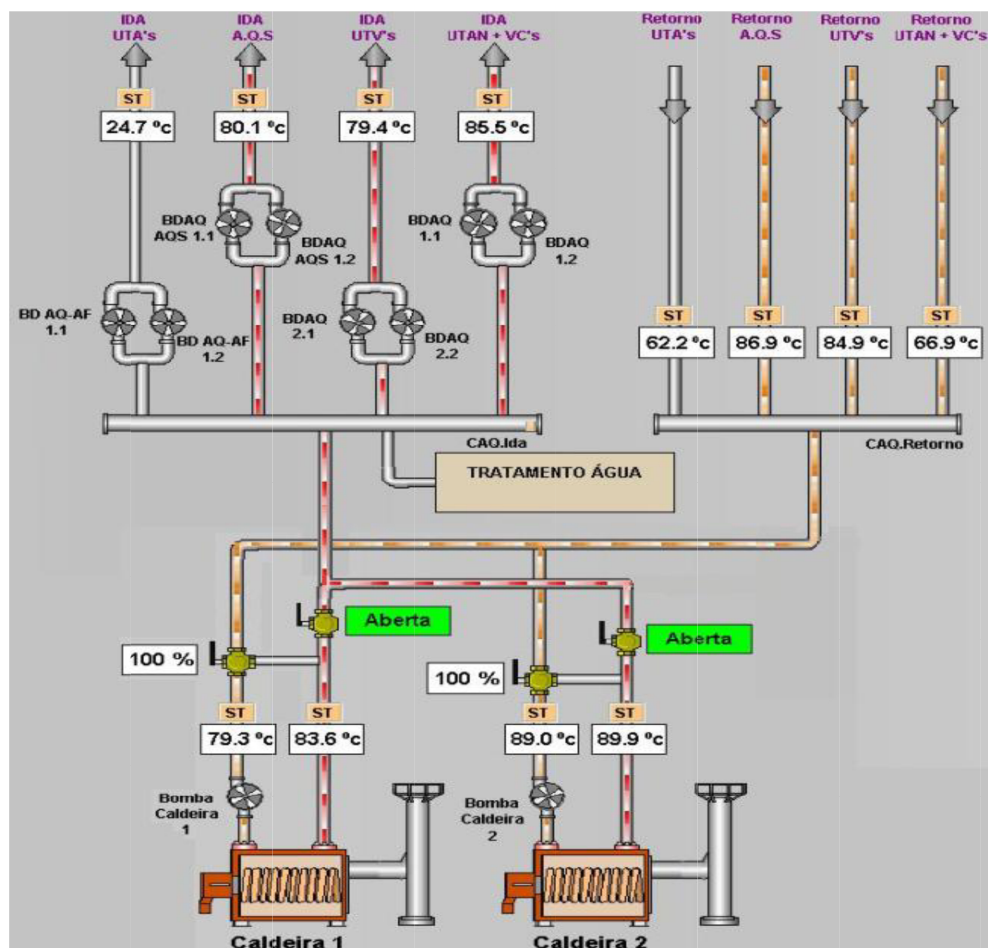 IDA
UTA's
IDA
A.Q.S
IDA
UTV's
IDA
UTAN + VC's
Retorno
UTA's
Retorno
A.Q.S
Retorno
UTV's
Retorno
UTAN + VC's
ST
ST
ST
ST
24.7 ºc
80.1 ºc
79.4 ºc
85.5 ºc
BDAQ
AQS 1.1
BDAQ
AQS 1.2
BDAQ
1.1
BDAQ
1.2
BD AQ-AF
1.1
BD AQ-AF
1.2
BDAQ
2.1
BDAQ
2.2
ST
ST
ST
ST
62.2 ºc
86.9 ºc
84.9 ºc
66.9 ºc
CAQ.Ida
CAQ.Retorno
TRATAMENTO ÁGUA
Aberta
Aberta
100 %
100 %
ST
ST
ST
ST
79.3 ºc
83.6 ºc
89.0 ºc
89.9 ºc
Bomba
Caldeira
1
Bomba
Caldeira
2
Caldeira 1
Caldeira 2